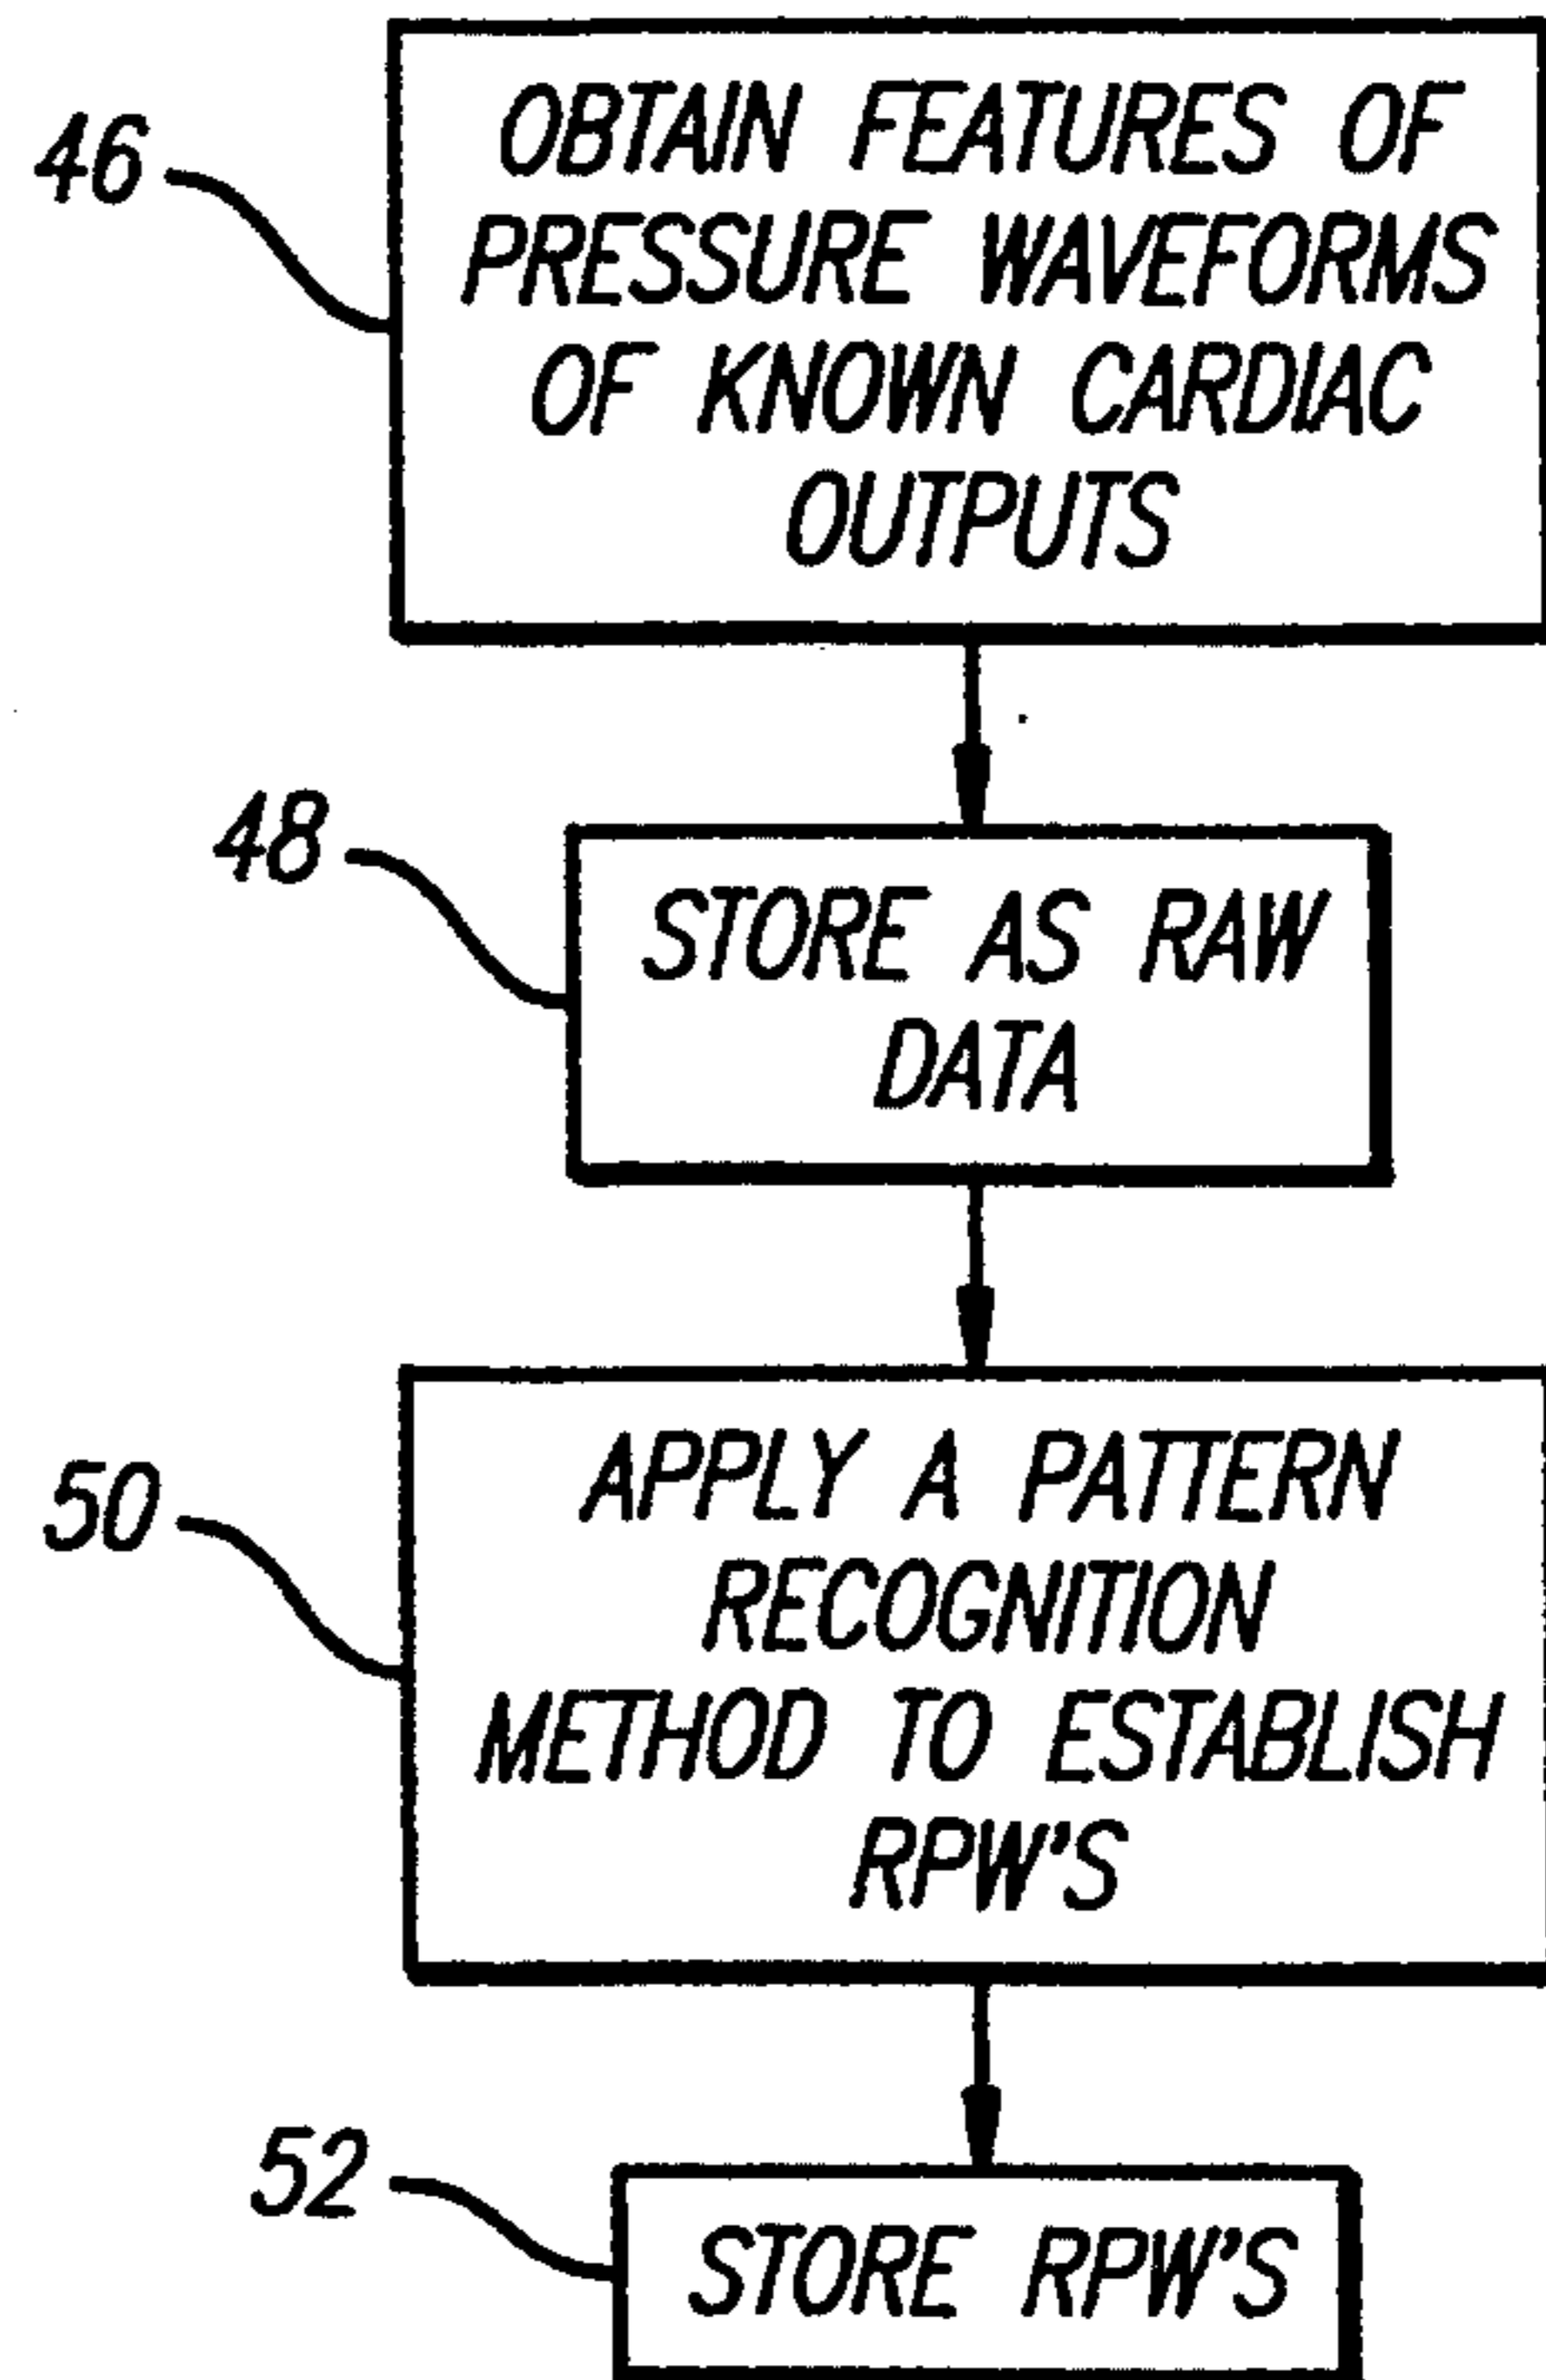 46
OBTAIN FEATURES OF
PRESSURE WAVEFORMS
OF KNOWN CARDIAC
OUTPUTS
48
STORE AS RAW
DATA
50
APPLY A PATTERN
RECOGNITION
METHOD TO ESTABLISH
RPW'S
52
STORE RPW'S